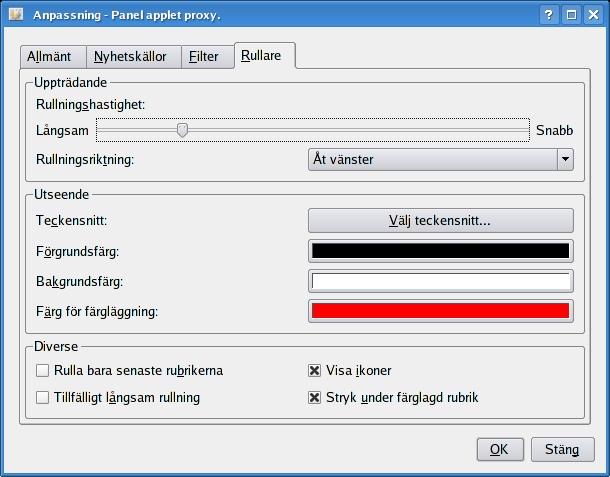 Anpassning - Panel applet proxy.
Allmänt Nyhetskällor Filter Rullare
Uppträdande
Rullningshastighet:
Långsam Snabb
Rullningsriktning: Åt vänster
Utseende
Teckensnitt: Välj teckensnitt...
Förgrundsfärg:
Bakgrundsfärg:
Färg för färgläggning:
Diverse
Rulla bara senaste rubrikerna Visa ikoner
Tillfälligt långsam rullning Stryk under färglagd rubrik
OK Stäng